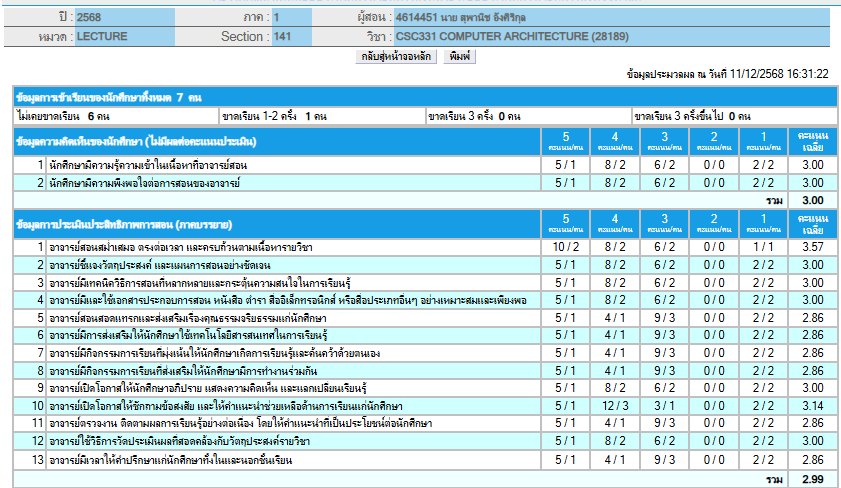 ปี : 2568 ภาค : 1 ผู้สอน : 4614451 นาย สุพานิช อิงศิริกุล
หมวด : LECTURE Section : 141 วิชา : CSC331 COMPUTER ARCHITECTURE (28189)
กลับสู่หน้าจอหลัก พิมพ์
ข้อมูลประมวลผล ณ วันที่ 11/12/2568 16:31:22
ข้อมูลการเข้าเรียนของนักศึกษาทั้งหมด 7 คน
ไม่เคยขาดเรียน 6 คน ขาดเรียน 1-2 ครั้ง 1 คน ขาดเรียน 3 ครั้ง 0 คน ขาดเรียน 3 ครั้งขึ้นไป 0 คน
ข้อมูลความคิดเห็นของนักศึกษา (ไม่มีผลต่อคะแนนประเมิน) 5 คะแนน/คน 4 คะแนน/คน 3 คะแนน/คน 2 คะแนน/คน 1 คะแนน/คน คะแนนเฉลี่ย
1 นักศึกษามีความรู้ความเข้าใจในเนื้อหาที่อาจารย์สอน 5 / 1 8 / 2 6 / 2 0 / 0 2 / 2 3.00
2 นักศึกษามีความพึงพอใจต่อการสอนของอาจารย์ 5 / 1 8 / 2 6 / 2 0 / 0 2 / 2 3.00
รวม 3.00
ข้อมูลการประเมินประสิทธิภาพการสอน (ภาคบรรยาย) 5 คะแนน/คน 4 คะแนน/คน 3 คะแนน/คน 2 คะแนน/คน 1 คะแนน/คน คะแนนเฉลี่ย
1 อาจารย์สอนสม่ำเสมอ ตรงต่อเวลา และครบถ้วนตามเนื้อหารายวิชา 10 / 2 8 / 2 6 / 2 0 / 0 1 / 1 3.57
2 อาจารย์ชี้แจงวัตถุประสงค์ และแผนการสอนอย่างชัดเจน 5 / 1 8 / 2 6 / 2 0 / 0 2 / 2 3.00
3 อาจารย์มีเทคนิควิธีการสอนที่หลากหลายและกระตุ้นความสนใจในการเรียนรู้ 5 / 1 8 / 2 6 / 2 0 / 0 2 / 2 3.00
4 อาจารย์มีและใช้เอกสารประกอบการสอน หนังสือ ตำรา สื่ออิเล็กทรอนิกส์ หรือสื่อประเภทอื่นๆ อย่างเหมาะสมและเพียงพอ 5 / 1 8 / 2 6 / 2 0 / 0 2 / 2 3.00
5 อาจารย์สอนสอดแทรกและส่งเสริมเรื่องคุณธรรมจริยธรรมแก่นักศึกษา 5 / 1 4 / 1 9 / 3 0 / 0 2 / 2 2.86
6 อาจารย์มีการส่งเสริมให้นักศึกษาใช้เทคโนโลยีสารสนเทศในการเรียนรู้ 5 / 1 4 / 1 9 / 3 0 / 0 2 / 2 2.86
7 อาจารย์มีกิจกรรมการเรียนที่มุ่งเน้นให้นักศึกษาเกิดการเรียนรู้และค้นคว้าด้วยตนเอง 5 / 1 4 / 1 9 / 3 0 / 0 2 / 2 2.86
8 อาจารย์มีกิจกรรมการเรียนที่ส่งเสริมให้นักศึกษามีการทำงานร่วมกัน 5 / 1 4 / 1 9 / 3 0 / 0 2 / 2 2.86
9 อาจารย์เปิดโอกาสให้นักศึกษาอภิปราย แสดงความคิดเห็น และแลกเปลี่ยนเรียนรู้ 5 / 1 8 / 2 6 / 2 0 / 0 2 / 2 3.00
10 อาจารย์เปิดโอกาสให้ซักถามข้อสงสัย และให้คำแนะนำช่วยเหลือด้านการเรียนแก่นักศึกษา 5 / 1 12 / 3 3 / 1 0 / 0 2 / 2 3.14
11 อาจารย์ตรวจงาน ติดตามผลการเรียนรู้อย่างต่อเนื่อง โดยให้คำแนะนำที่เป็นประโยชน์ต่อนักศึกษา 5 / 1 4 / 1 9 / 3 0 / 0 2 / 2 2.86
12 อาจารย์ใช้วิธีการวัดประเมินผลที่สอดคล้องกับวัตถุประสงค์รายวิชา 5 / 1 8 / 2 6 / 2 0 / 0 2 / 2 3.00
13 อาจารย์มีเวลาให้คำปรึกษาแก่นักศึกษาทั้งในและนอกชั้นเรียน 5 / 1 4 / 1 9 / 3 0 / 0 2 / 2 2.86
รวม 2.99